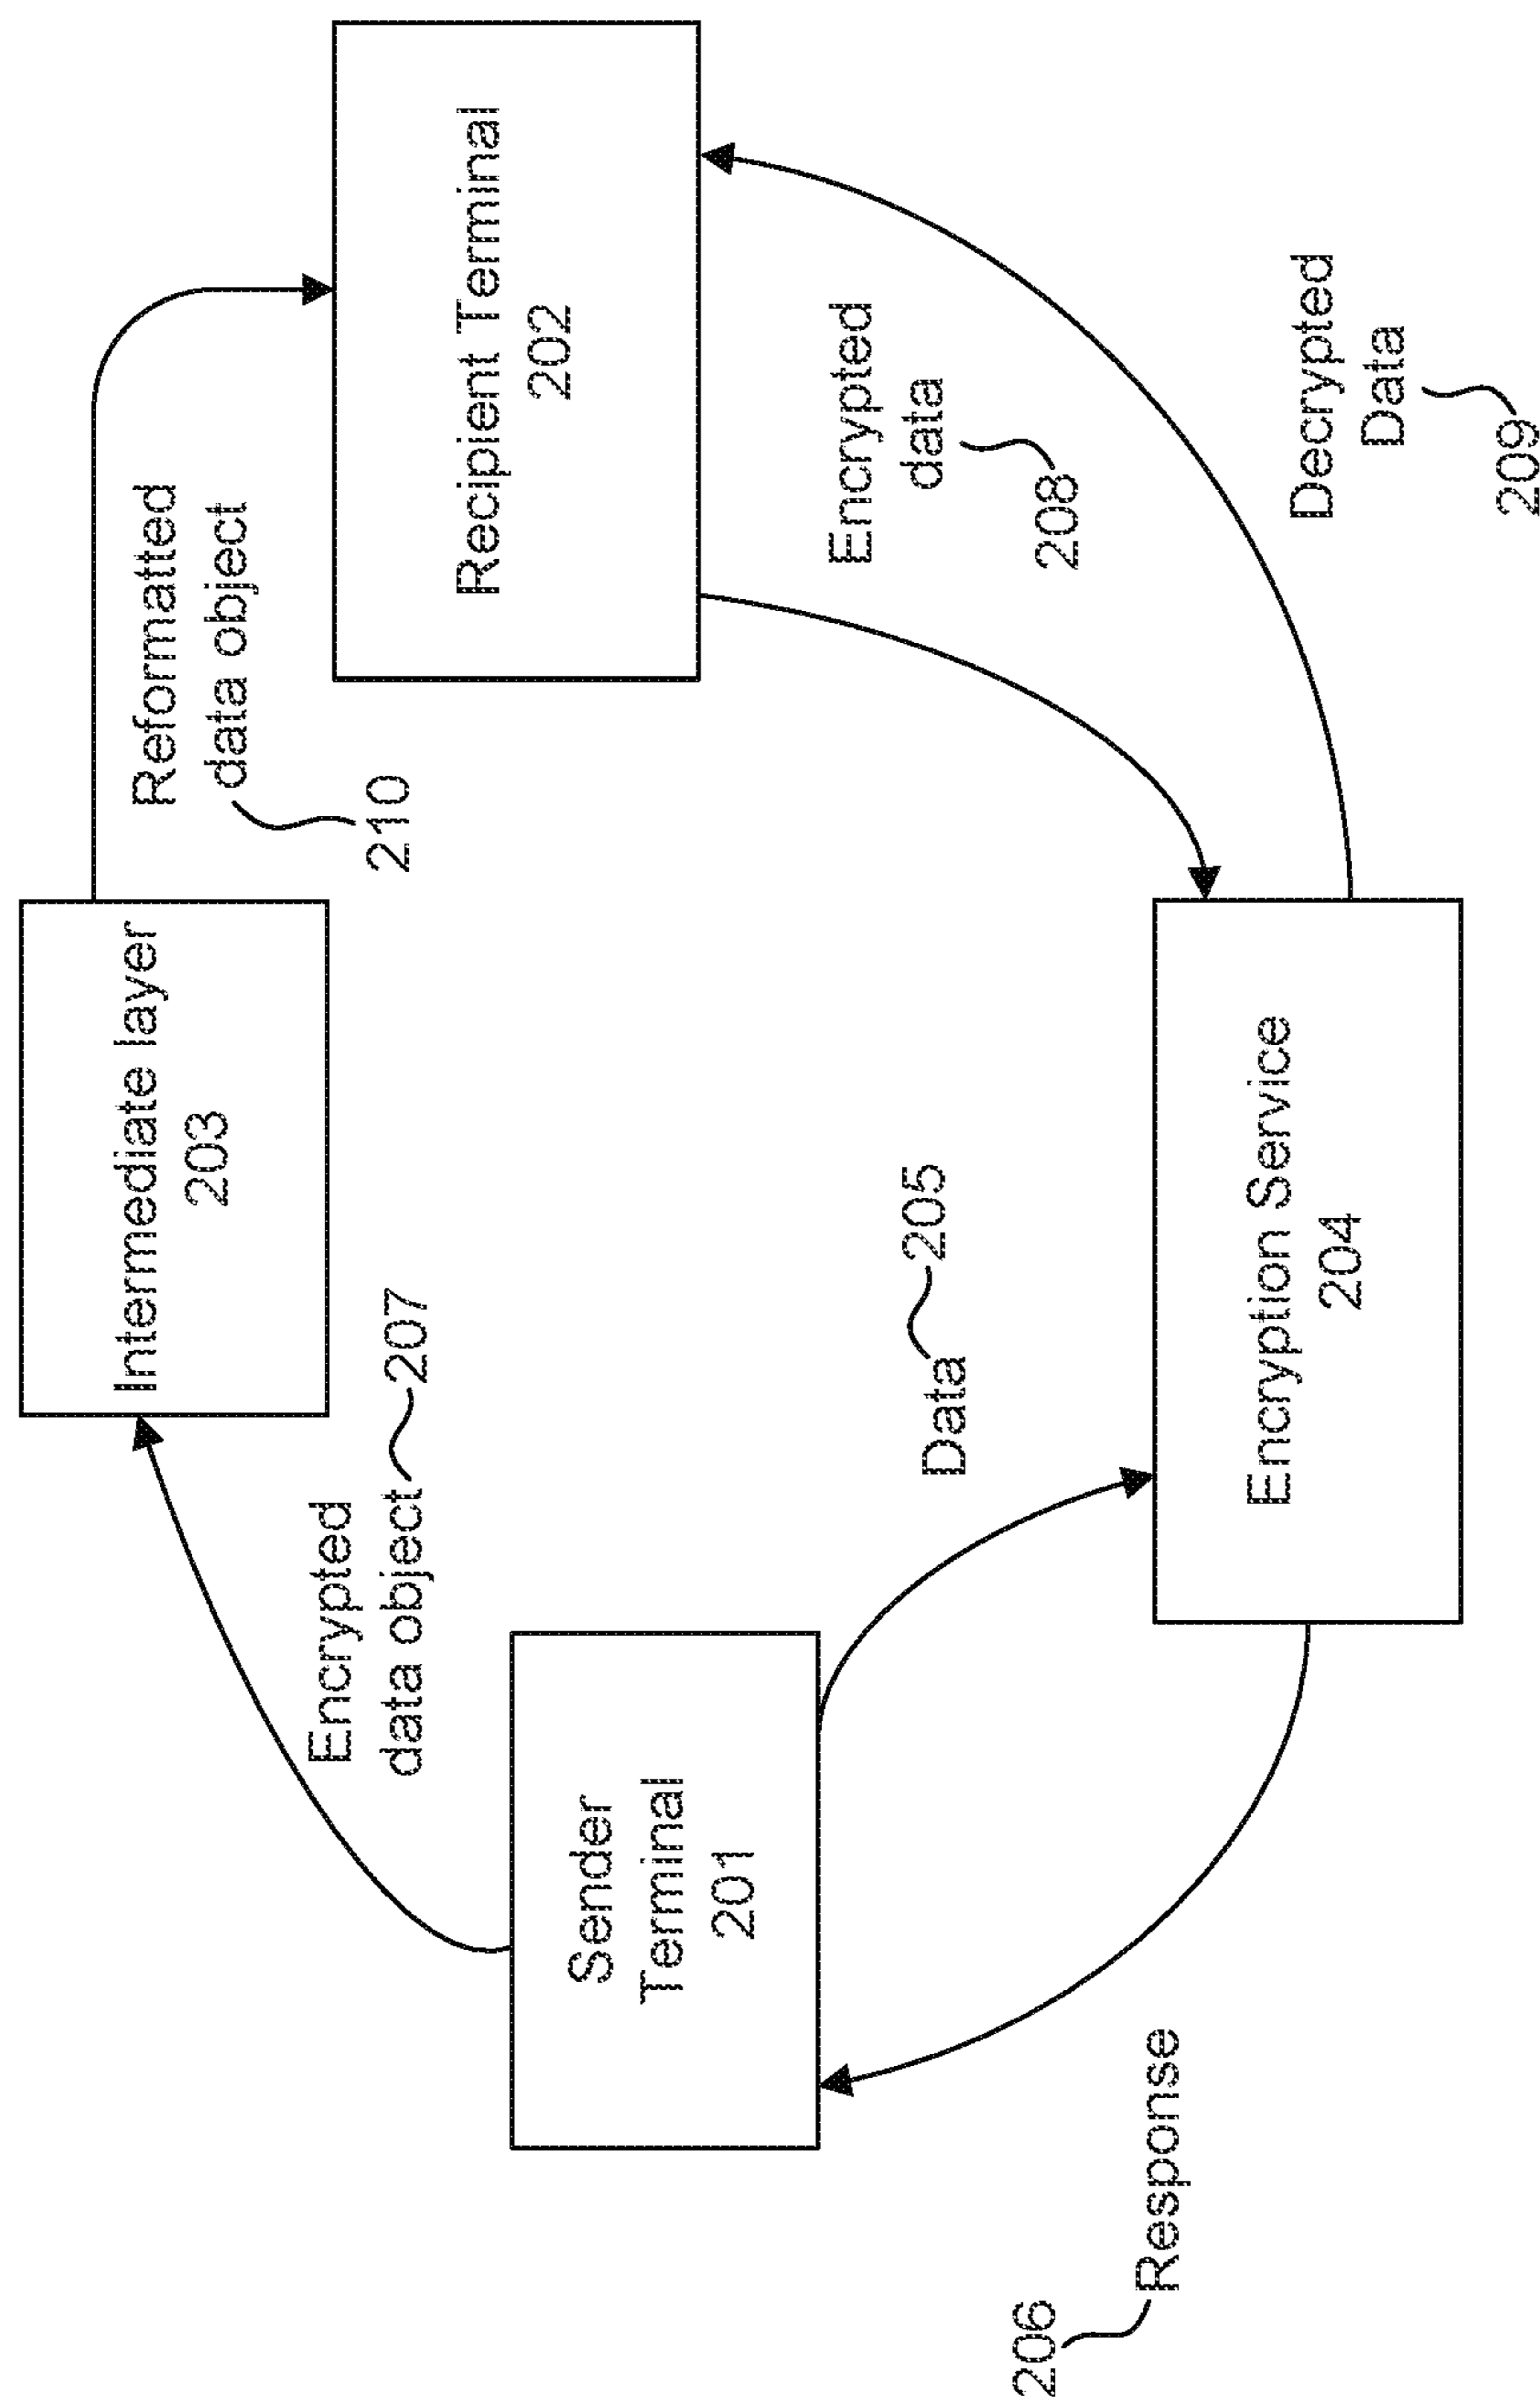 Intermediate layer
203
Encrypted
data object
207
Reformatted
data object
210
Sender
Terminal
201
Recipient Terminal
202
Data
205
Encrypted
data
208
206
Response
Encryption Service
204
Decrypted
Data
209